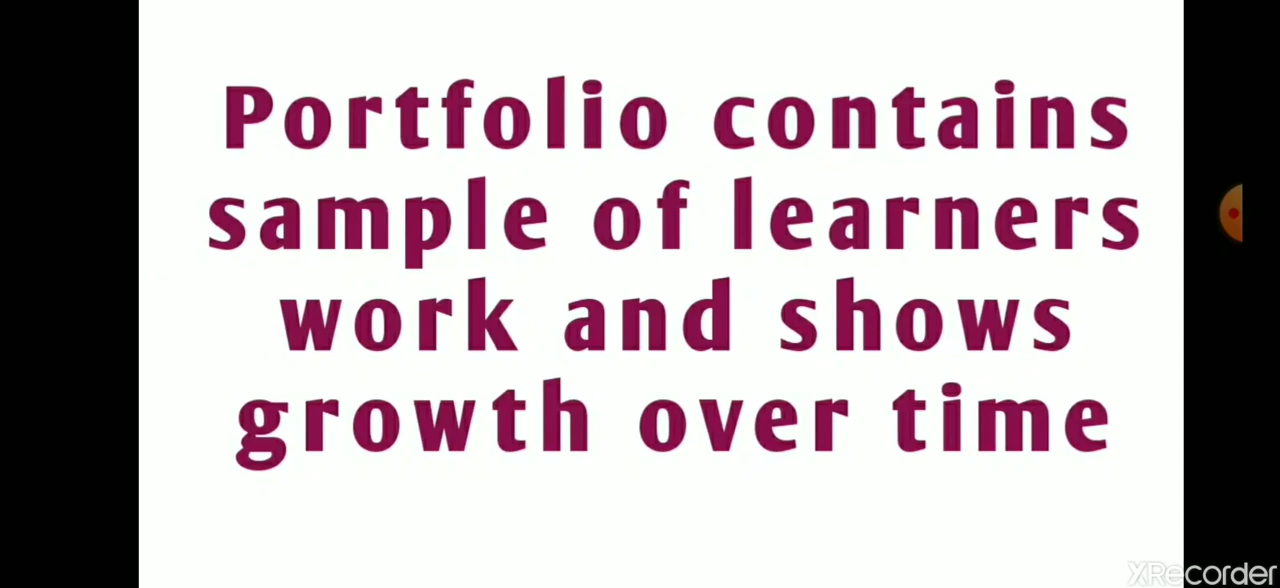 Portfolio contains
sample of learners
work and shows
growth over time
XRecorder